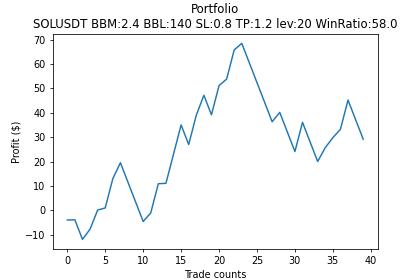 Portfolio
SOLUSDT BBM:2.4 BBL:140 SL:0.8 TP:1.2 lev:20 WinRatio:58.0
70
60
50
40
30
20
10
0
−10
Profit ($)
0 5 10 15 20 25 30 35 40
Trade counts